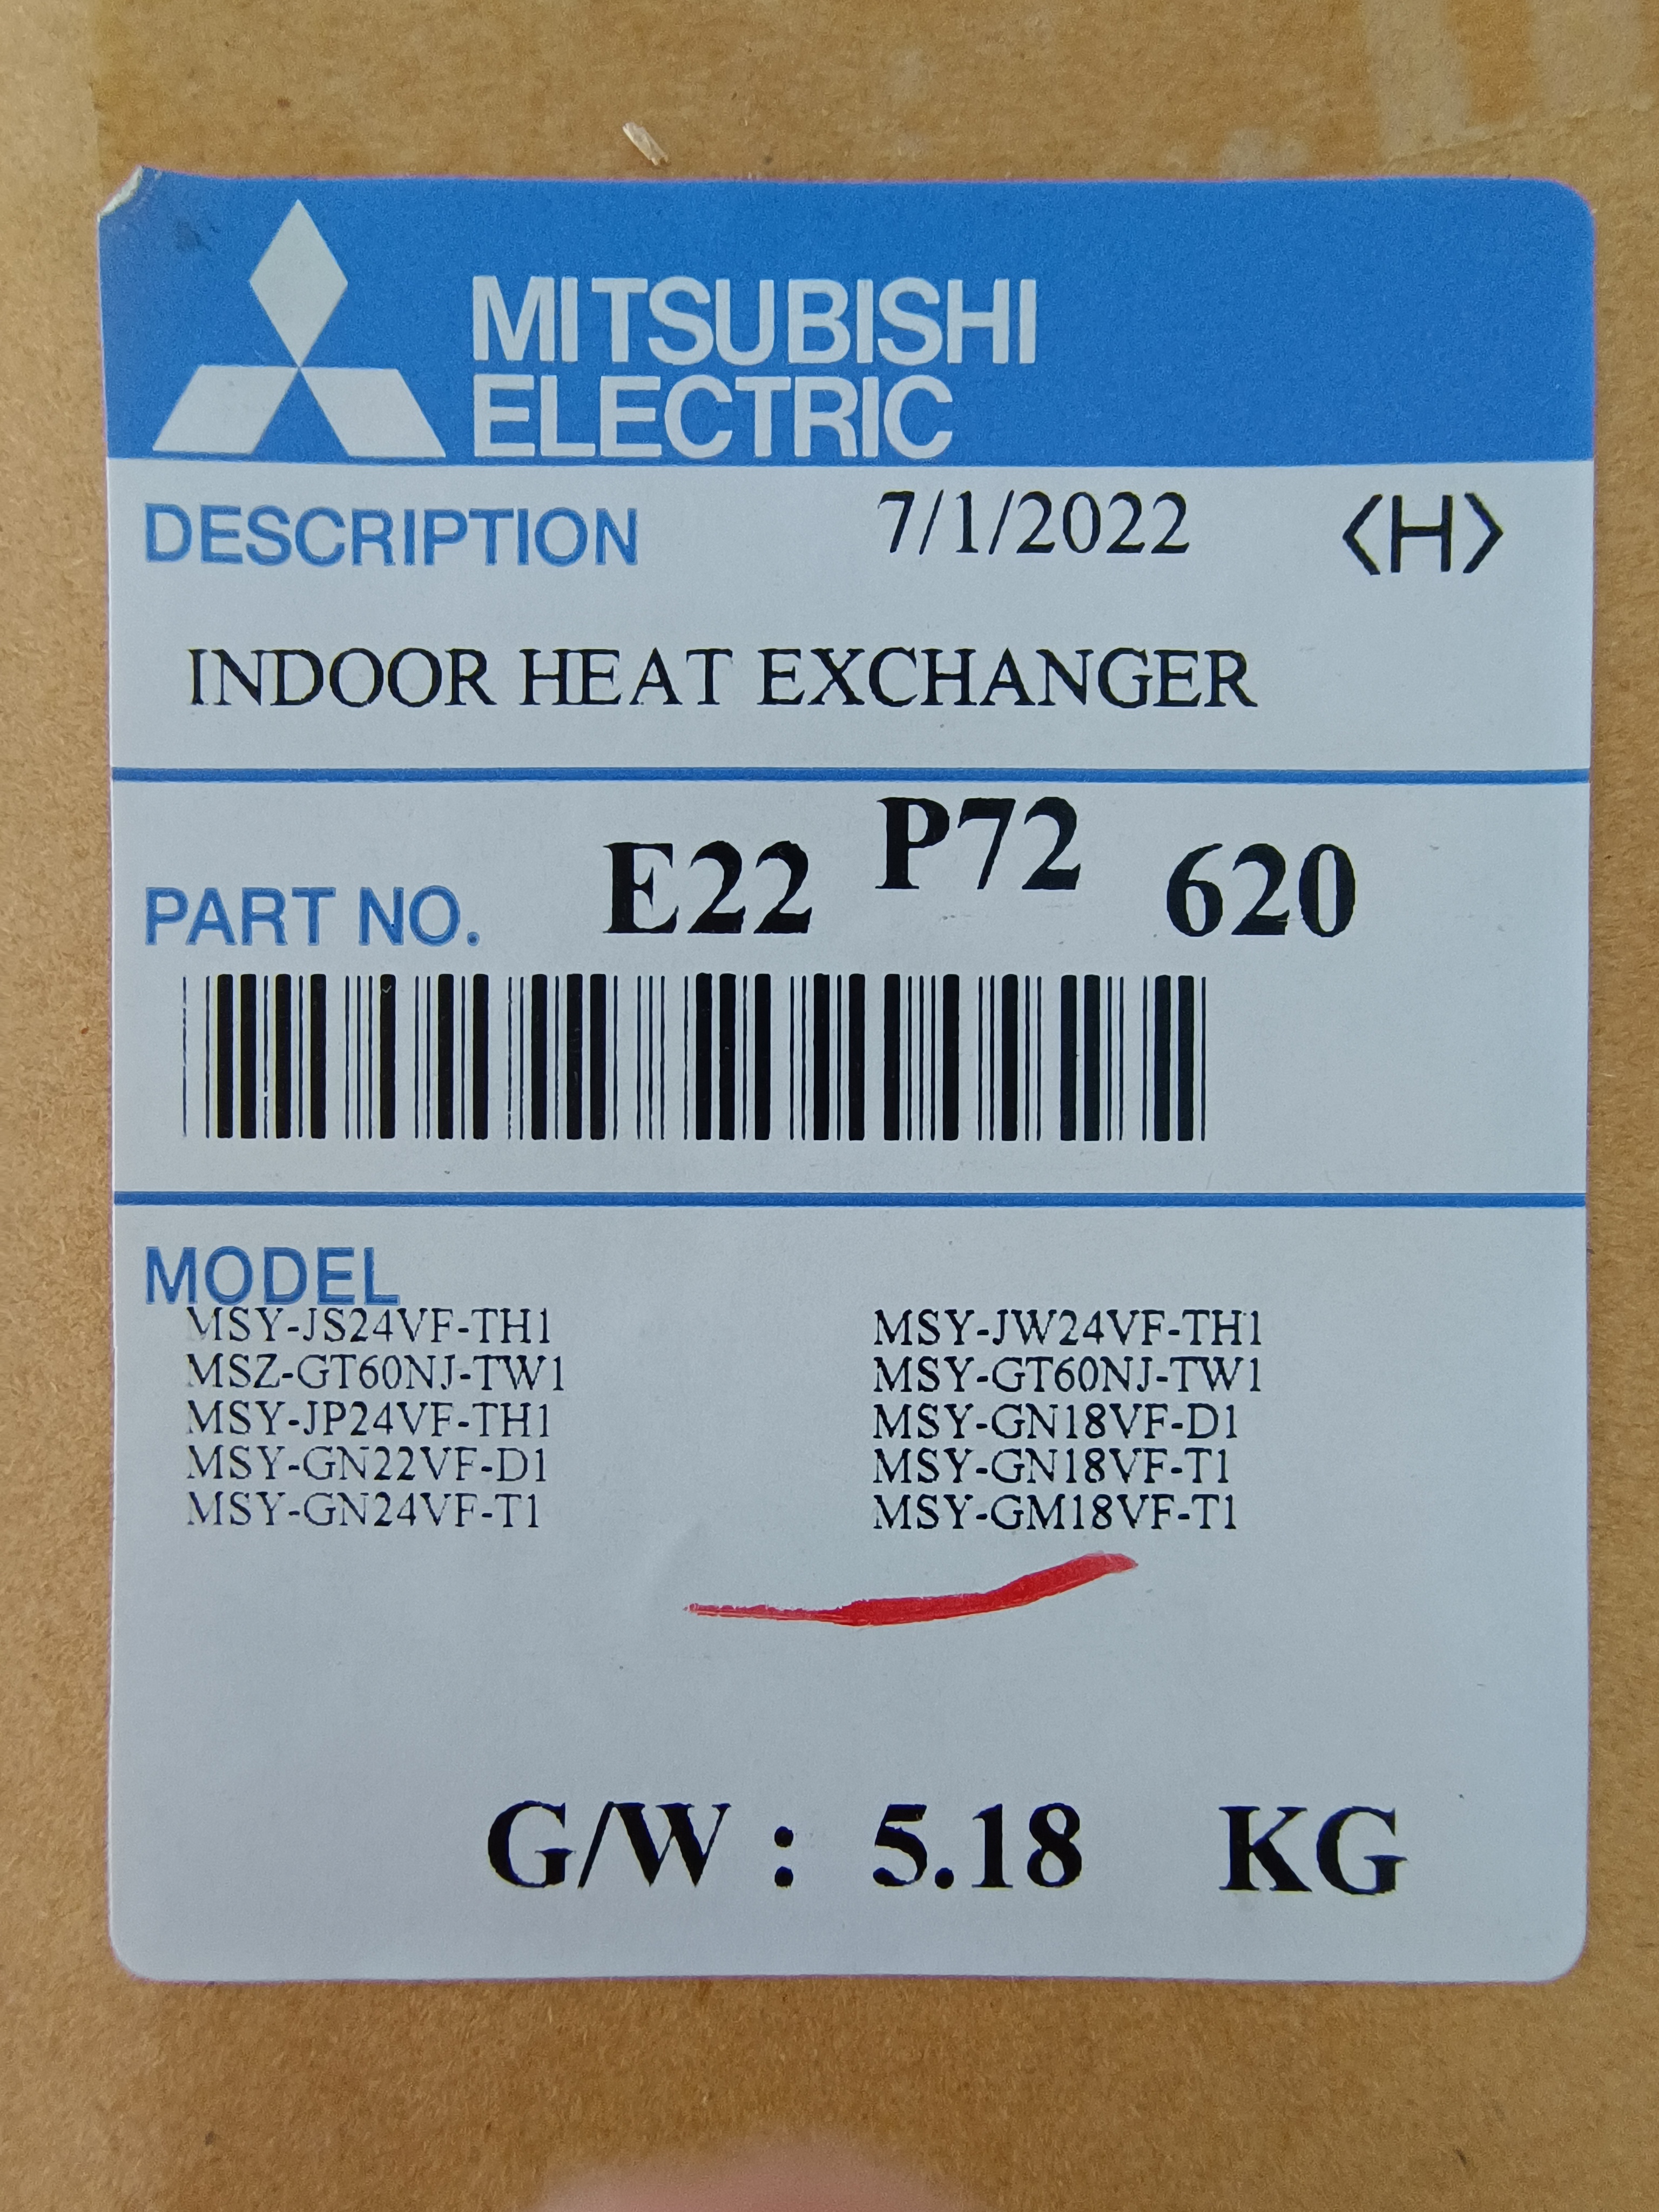 MITSUBISHI
ELECTRIC
DESCRIPTION 7/1/2022 <H>
INDOOR HEAT EXCHANGER
PART NO. E22 P72 620
MODEL
MSY-JS24VF-TH1 MSY-JW24VF-TH1
MSZ-GT60NJ-TW1 MSY-GT60NJ-TW1
MSY-JP24VF-TH1 MSY-GN18VF-D1
MSY-GN22VF-D1 MSY-GN18VF-T1
MSY-GN24VF-T1 MSY-GM18VF-T1
G/W : 5.18 KG